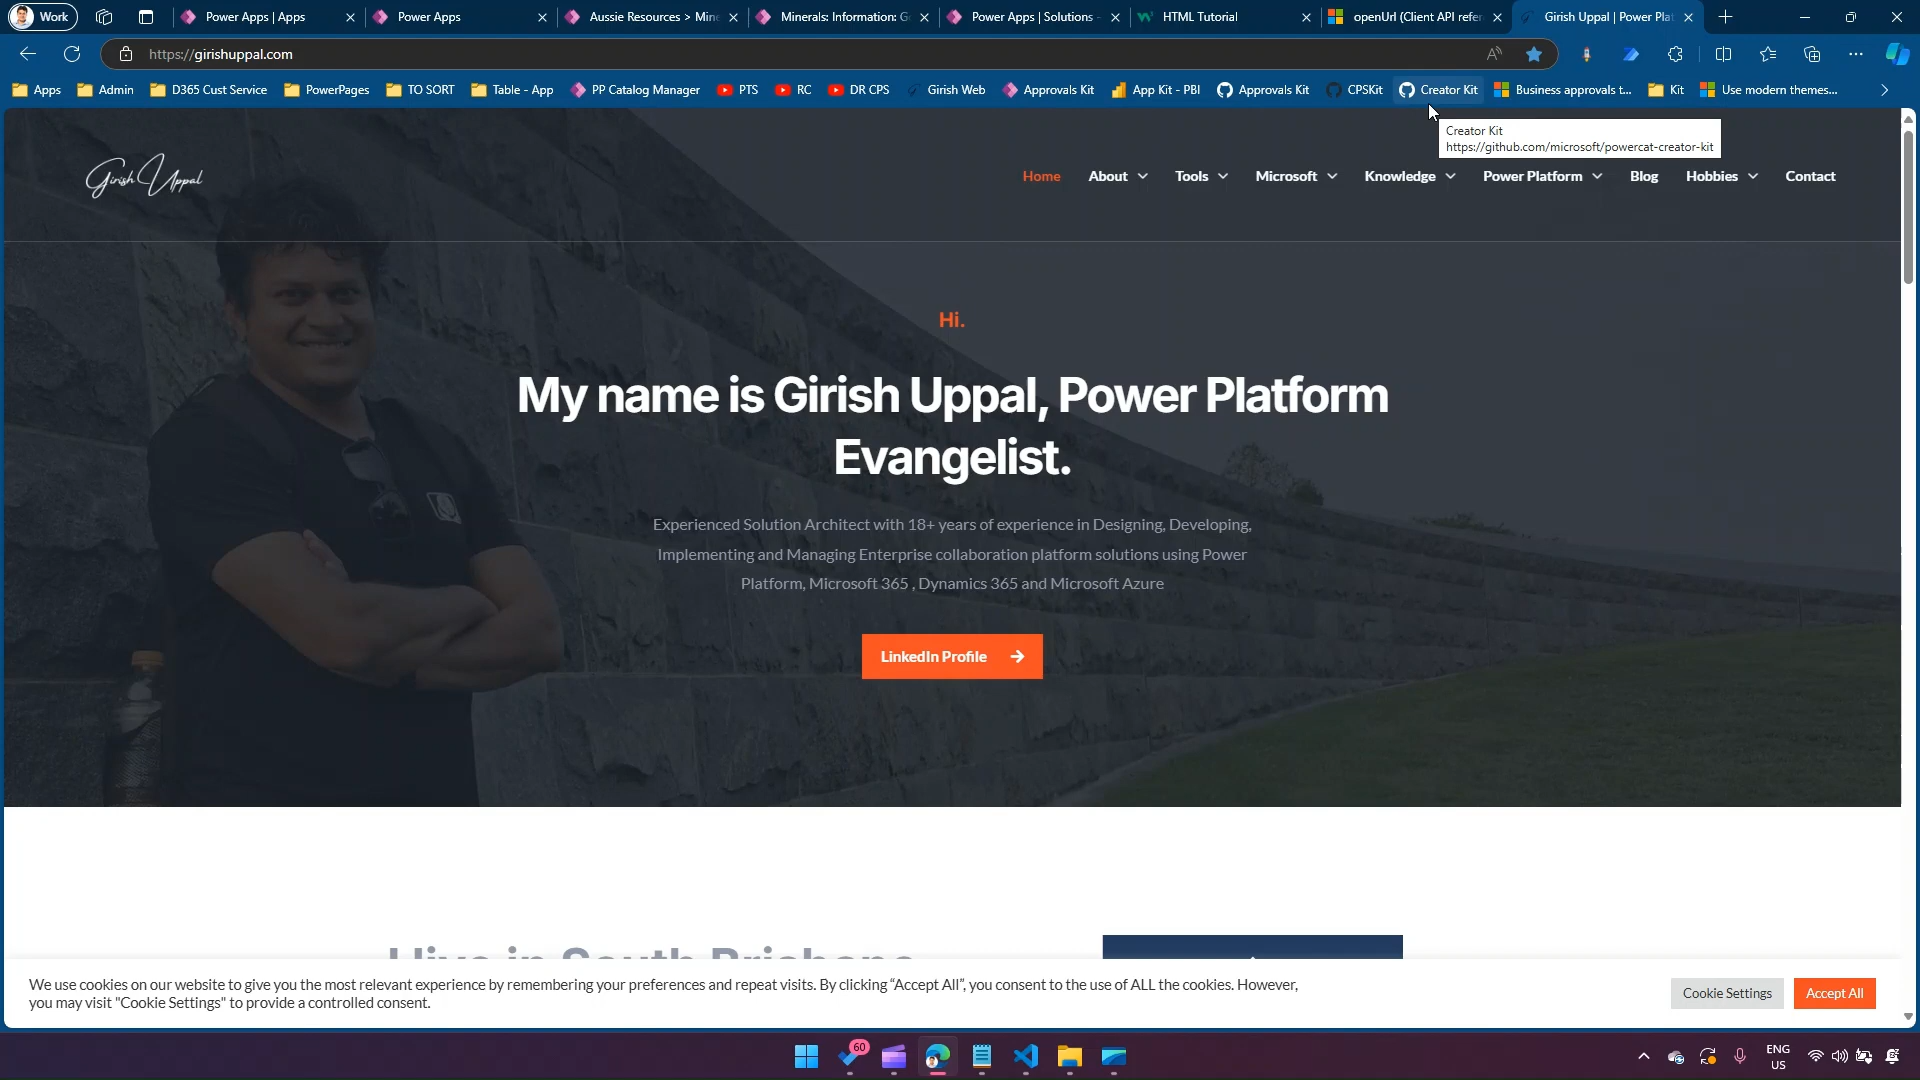 Work
Power Apps | Apps
Power Apps
Aussie Resources > Min
Minerals: Information: G
Power Apps | Solutions -
HTML Tutorial
openUrl (Client API refer
Girish Uppal | Power Plat
https://girishuppal.com
Apps
Admin
D365 Cust Service
PowerPages
TO SORT
Table - App
PP Catalog Manager
PTS
RC
DR CPS
Girish Web
Approvals Kit
App Kit - PBI
Approvals Kit
CPSKit
Creator Kit
Business approvals t...
Kit
Use modern themes...
Creator Kit
https://github.com/microsoft/powercat-creator-kit
Girish Uppal
Home
About
Tools
Microsoft
Knowledge
Power Platform
Blog
Hobbies
Contact
Hi.
My name is Girish Uppal, Power Platform
Evangelist.
Experienced Solution Architect with 18+ years of experience in Designing, Developing,
Implementing and Managing Enterprise collaboration platform solutions using Power
Platform, Microsoft 365 , Dynamics 365 and Microsoft Azure
LinkedIn Profile
I live in South Brisbane
We use cookies on our website to give you the most relevant experience by remembering your preferences and repeat visits. By clicking “Accept All”, you consent to the use of ALL the cookies. However,
you may visit "Cookie Settings" to provide a controlled consent.
Cookie Settings
Accept All
60
ENG
US